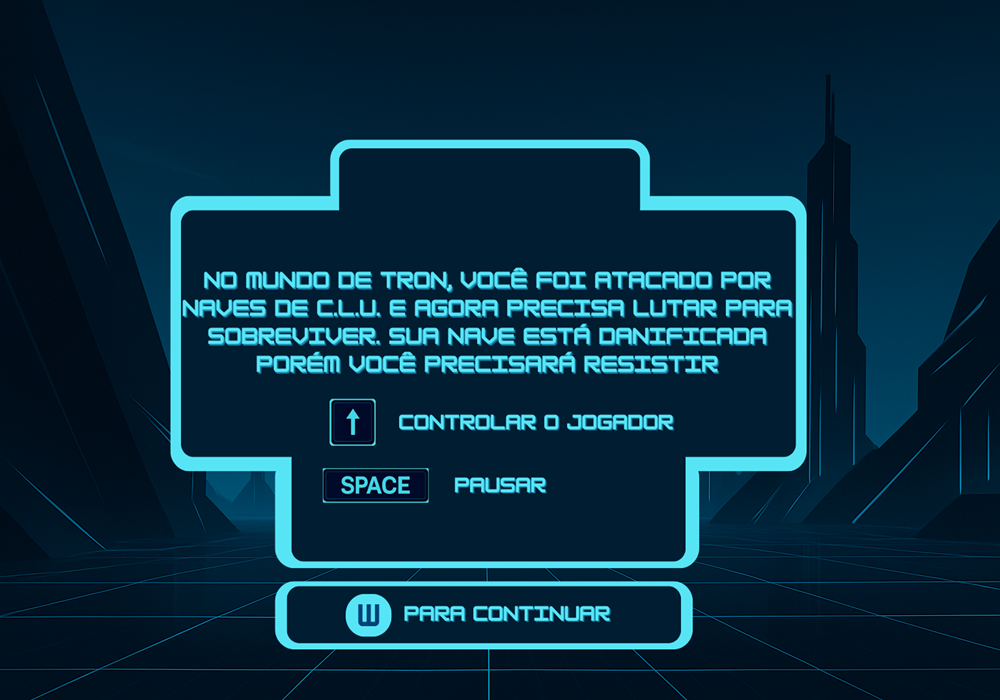 NO MUNDO DE TRON, VOCÊ FOI ATACADO POR
NAVES DE C.L.U. E AGORA PRECISA LUTAR PARA
SOBREVIVER. SUA NAVE ESTÁ DANIFICADA
PORÉM VOCÊ PRECISARÁ RESISTIR
↑ CONTROLAR O JOGADOR
SPACE PAUSAR
W PARA CONTINUAR